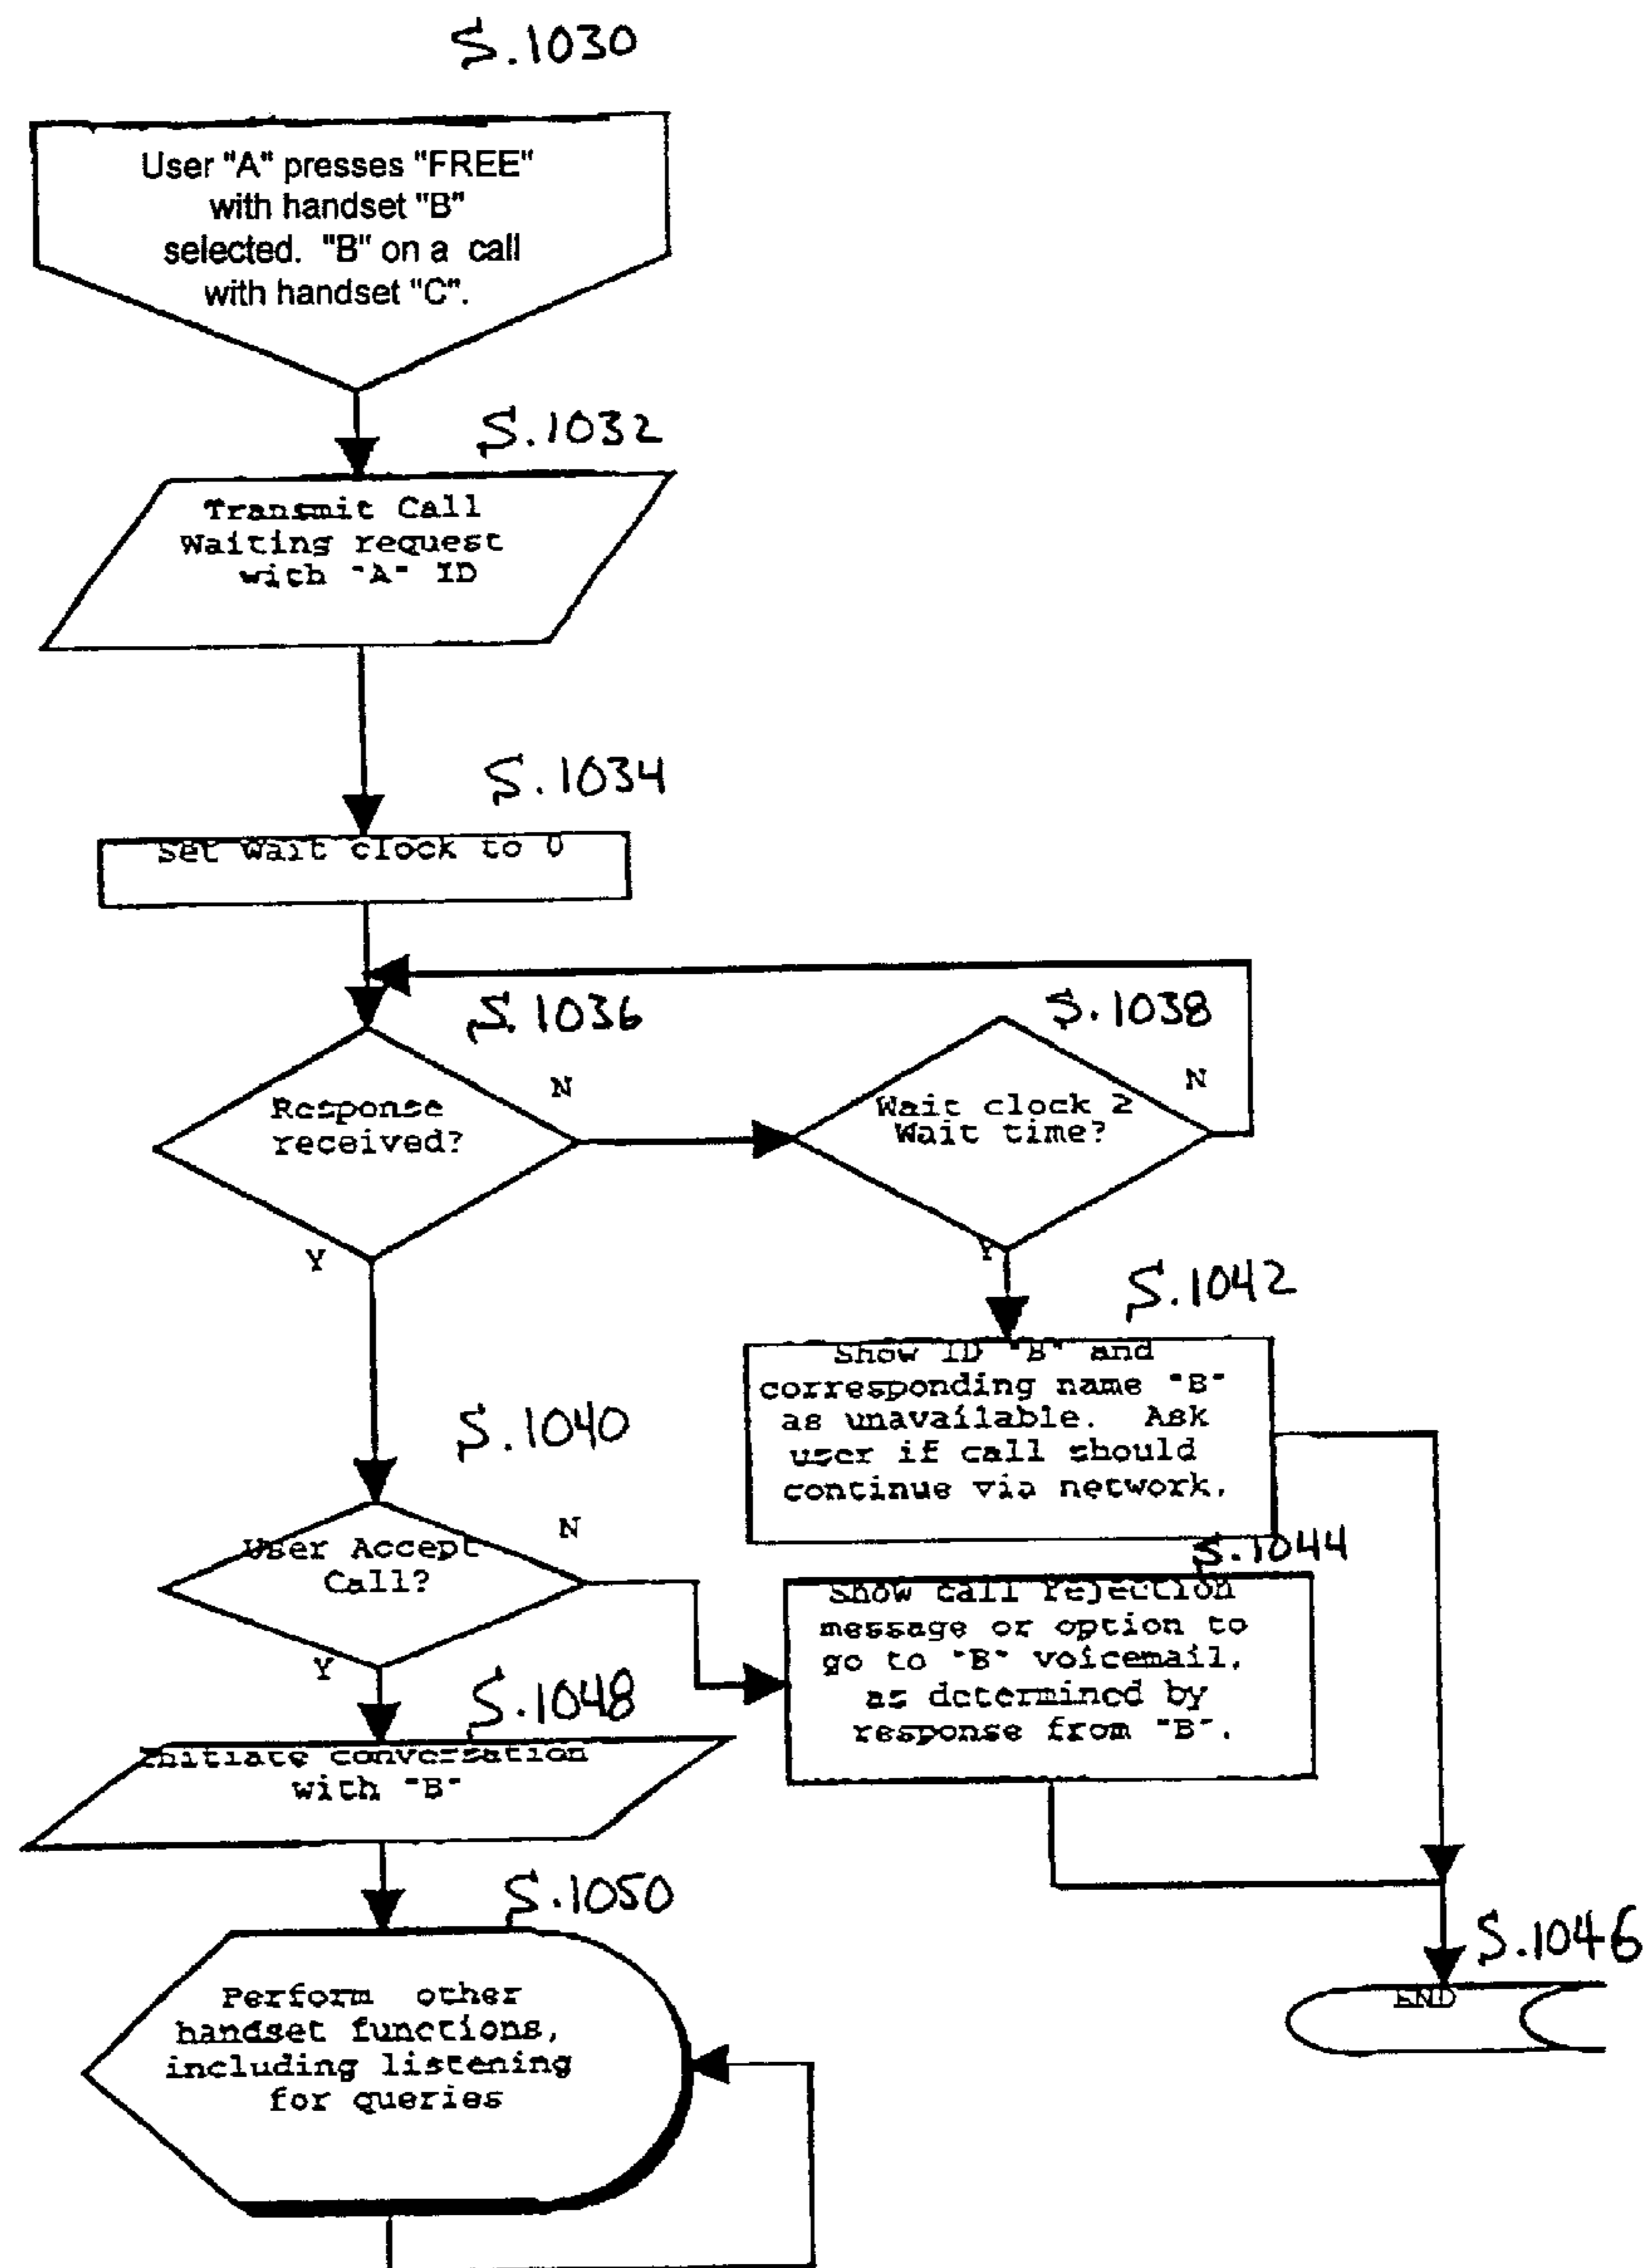 S.1030
User "A" presses "FREE"
with handset "B"
selected. "B" on a call
with handset "C".
S.1032
Transmit Call
Waiting request
with "A" ID
S.1034
Set Wait clock to 0
S.1036
Response
received?
N
Y
S.1038
Wait clock ≥
Wait time?
N
Y
S.1042
Show ID "B" and
corresponding name "B"
as unavailable. Ask
user if call should
continue via network.
S.1040
User Accept
Call?
N
Y
S.1044
Show call rejection
message or option to
go to "B" voicemail,
as determined by
response from "B".
S.1048
Initiate conversation
with "B"
S.1050
Perform other
handset functions,
including listening
for queries
S.1046
END